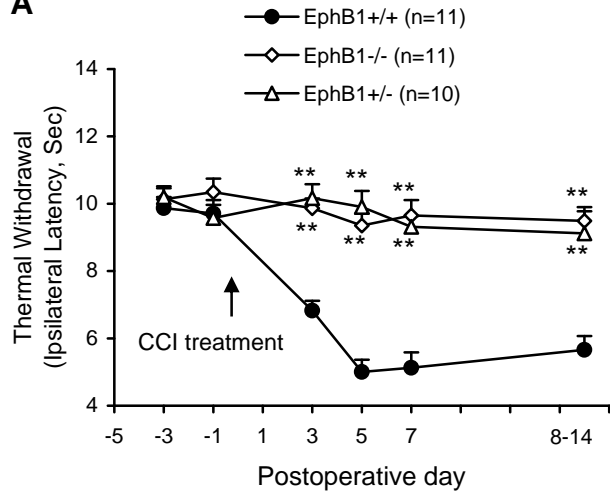 A
EphB1+/+ (n=11)
EphB1-/- (n=11)
EphB1+/- (n=10)
Thermal Withdrawal
(Ipsilateral Latency, Sec)
14
12
10
8
6
4
** ** ** **
** ** ** **
CCI treatment
-5 -3 -1 1 3 5 7 8-14
Postoperative day